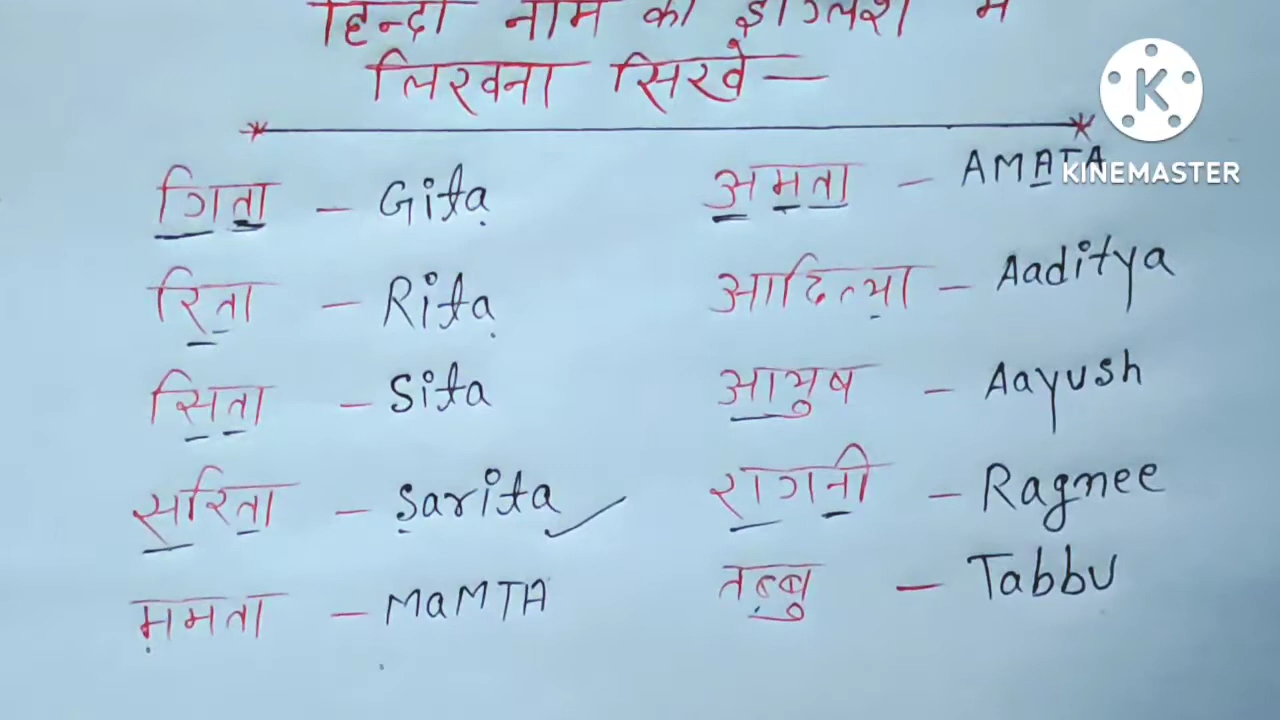 हिन्दी नाम को इंग्लिश में
लिखना सिखे —
गिता — Gita
रिता — Rita
सिता — Sita
सरिता — Sarita
ममता — MaMTA
अमता — AMATA
आदित्या — Aaditya
आयुष — Aayush
रागनी — Ragnee
तब्बु — Tabbu
K
KINEMASTER